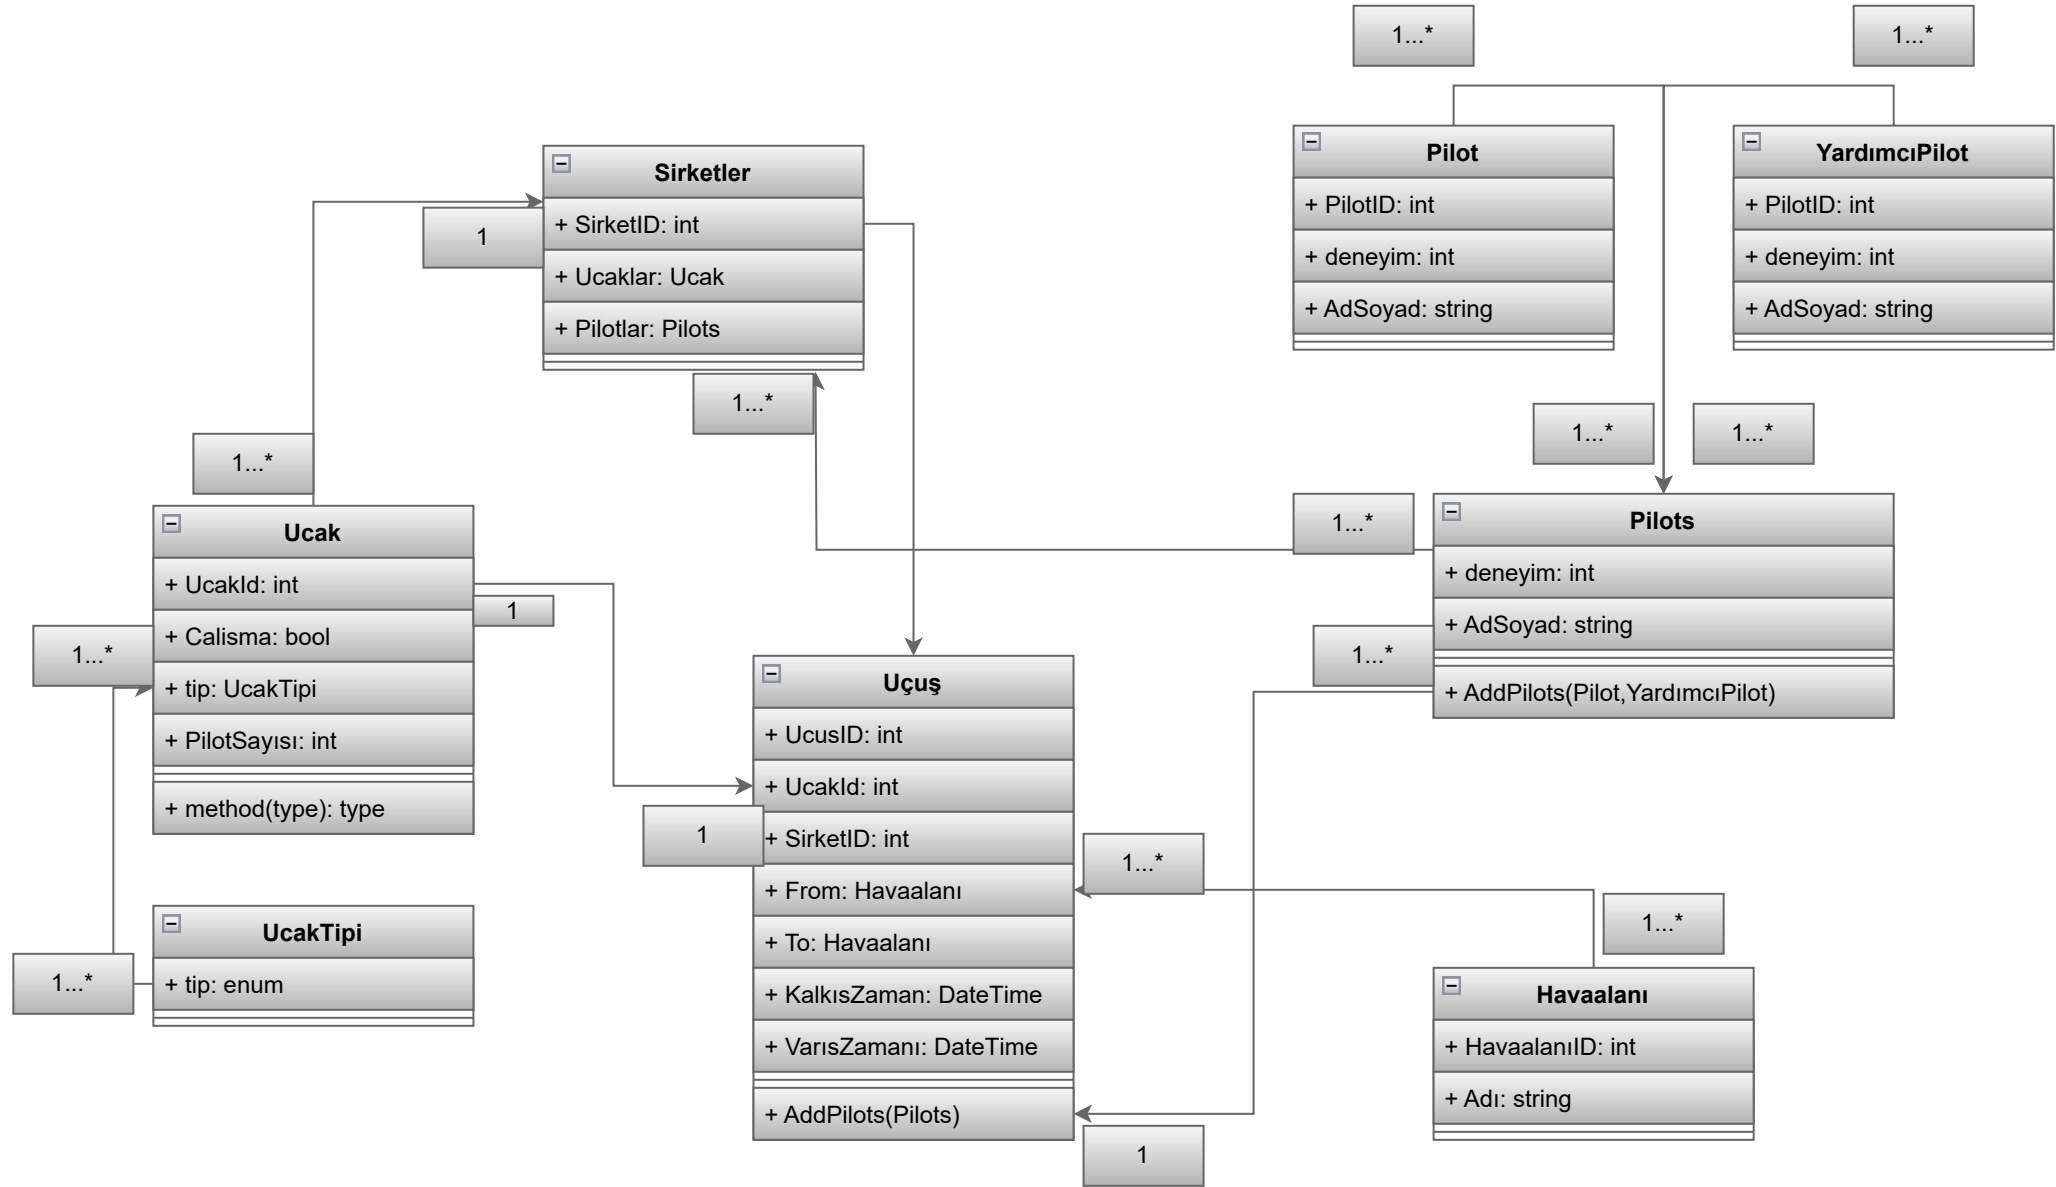 1...*
1...*
Pilot
+ PilotID: int
+ deneyim: int
+ AdSoyad: string
YardımcıPilot
+ PilotID: int
+ deneyim: int
+ AdSoyad: string
Sirketler
+ SirketID: int
+ Ucaklar: Ucak
+ Pilotlar: Pilots
1
1...*
1...*
1...*
1...*
1...*
Ucak
+ UcakId: int
+ Calisma: bool
+ tip: UcakTipi
+ PilotSayısı: int
+ method(type): type
1
1...*
Pilots
+ deneyim: int
+ AdSoyad: string
+ AddPilots(Pilot,YardımcıPilot)
1...*
1...*
Uçuş
+ UcusID: int
+ UcakId: int
+ SirketID: int
+ From: Havaalanı
+ To: Havaalanı
+ KalkısZaman: DateTime
+ VarısZamanı: DateTime
+ AddPilots(Pilots)
1
1...*
1...*
UcakTipi
+ tip: enum
1...*
Havaalanı
+ HavaalanıID: int
+ Adı: string
1